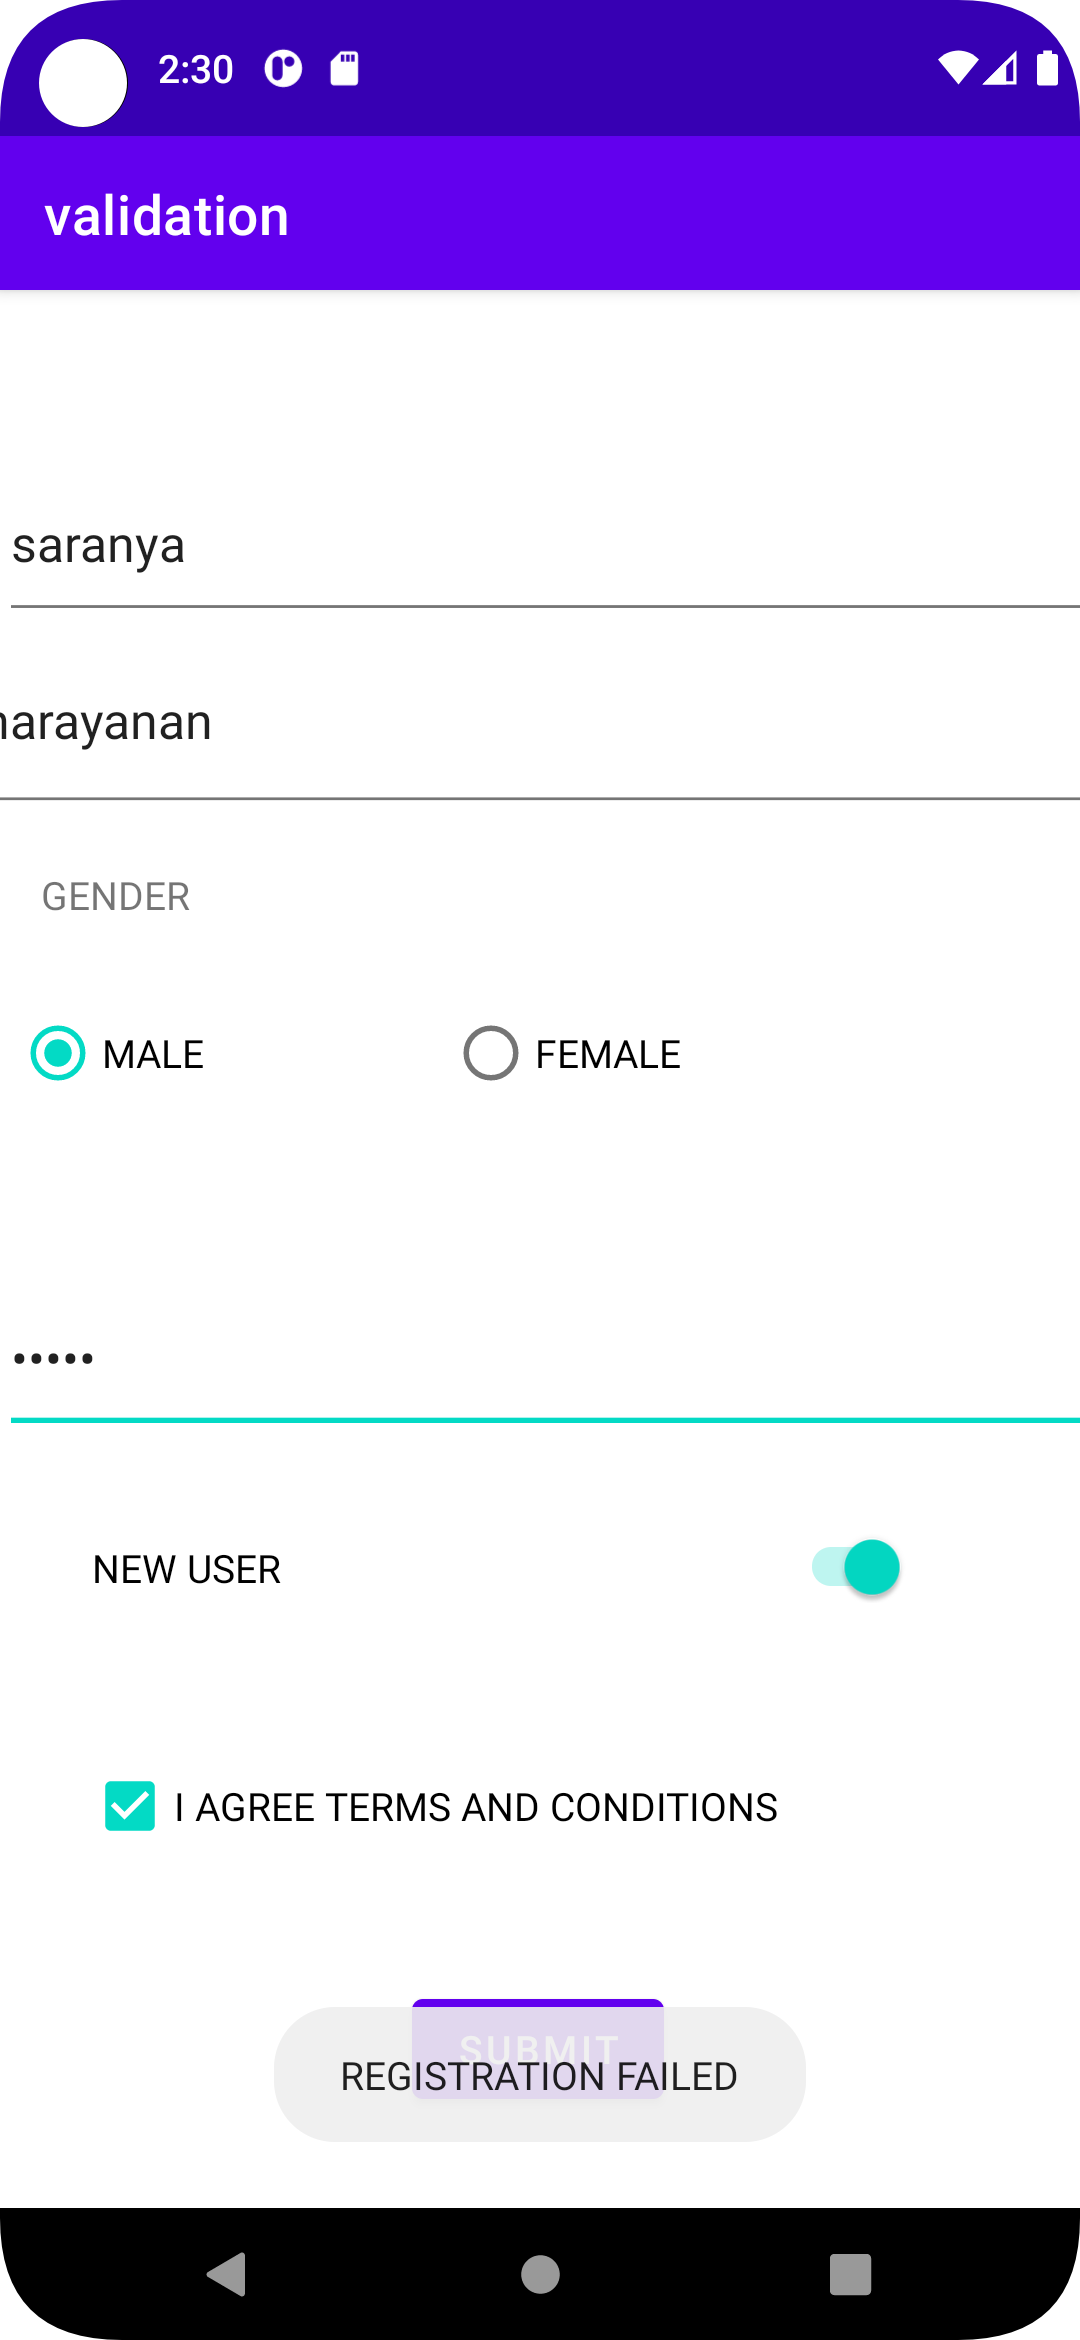 2:30
validation
saranya
narayanan
GENDER
MALE FEMALE
•••••
NEW USER
I AGREE TERMS AND CONDITIONS
SUBMIT
REGISTRATION FAILED